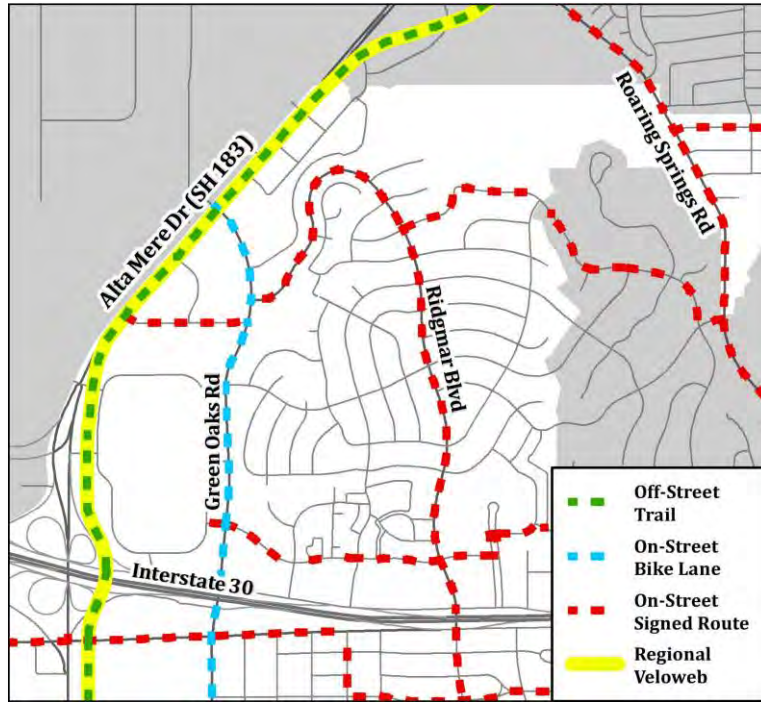 Roaring Springs Rd
Alta Mere Dr (SH 183)
Ridgmar Blvd
Green Oaks Rd
Interstate 30
Off-Street
Trail
On-Street
Bike Lane
On-Street
Signed Route
Regional
Veloweb